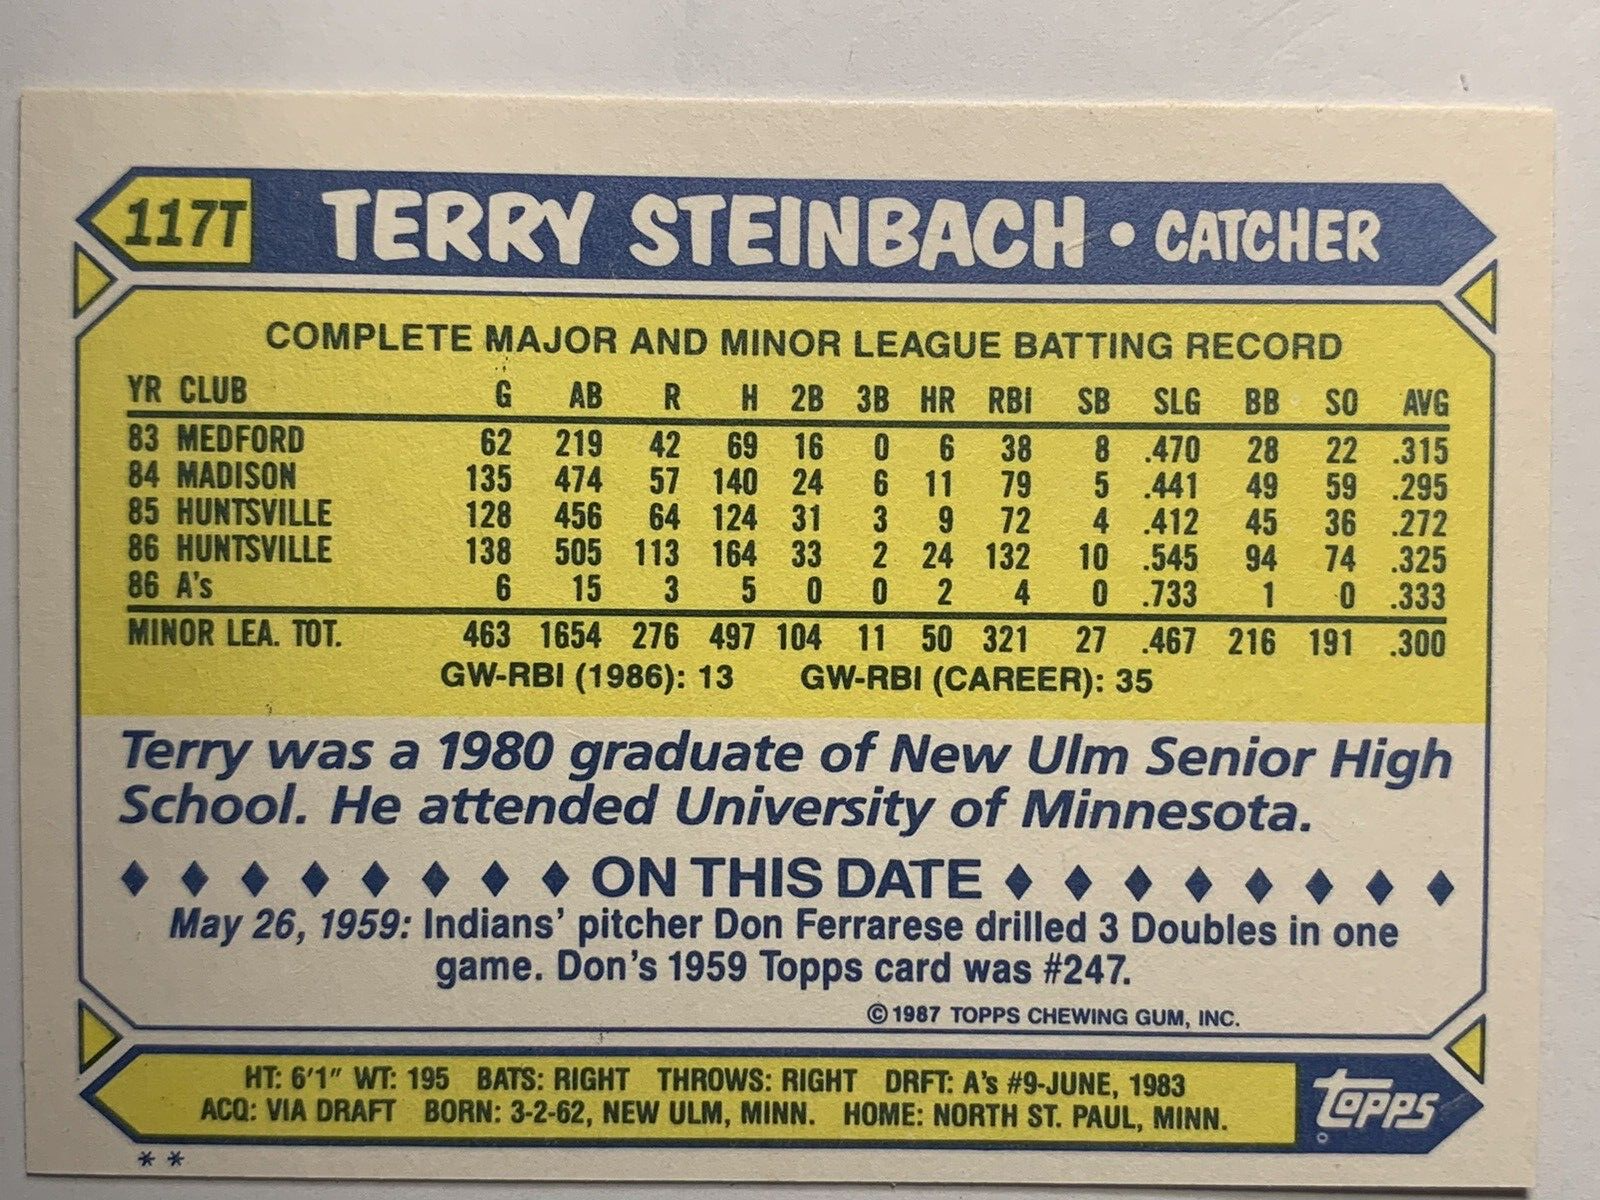 117T TERRY STEINBACH • CATCHER
COMPLETE MAJOR AND MINOR LEAGUE BATTING RECORD
YR CLUB G AB R H 2B 3B HR RBI SB SLG BB SO AVG
83 MEDFORD 62 219 42 69 16 0 6 38 8 .470 28 22 .315
84 MADISON 135 474 57 140 24 6 11 79 5 .441 49 59 .295
85 HUNTSVILLE 128 456 64 124 31 3 9 72 4 .412 45 36 .272
86 HUNTSVILLE 138 505 113 164 33 2 24 132 10 .545 94 74 .325
86 A's 6 15 3 5 0 0 2 4 0 .733 1 0 .333
MINOR LEA. TOT. 463 1654 276 497 104 11 50 321 27 .467 216 191 .300
GW-RBI (1986): 13 GW-RBI (CAREER): 35
Terry was a 1980 graduate of New Ulm Senior High
School. He attended University of Minnesota.
ON THIS DATE
May 26, 1959: Indians' pitcher Don Ferrarese drilled 3 Doubles in one
game. Don's 1959 Topps card was #247.
© 1987 TOPPS CHEWING GUM, INC.
HT: 6'1" WT: 195 BATS: RIGHT THROWS: RIGHT DRFT: A's #9-JUNE, 1983
ACQ: VIA DRAFT BORN: 3-2-62, NEW ULM, MINN. HOME: NORTH ST. PAUL, MINN.
topps
**